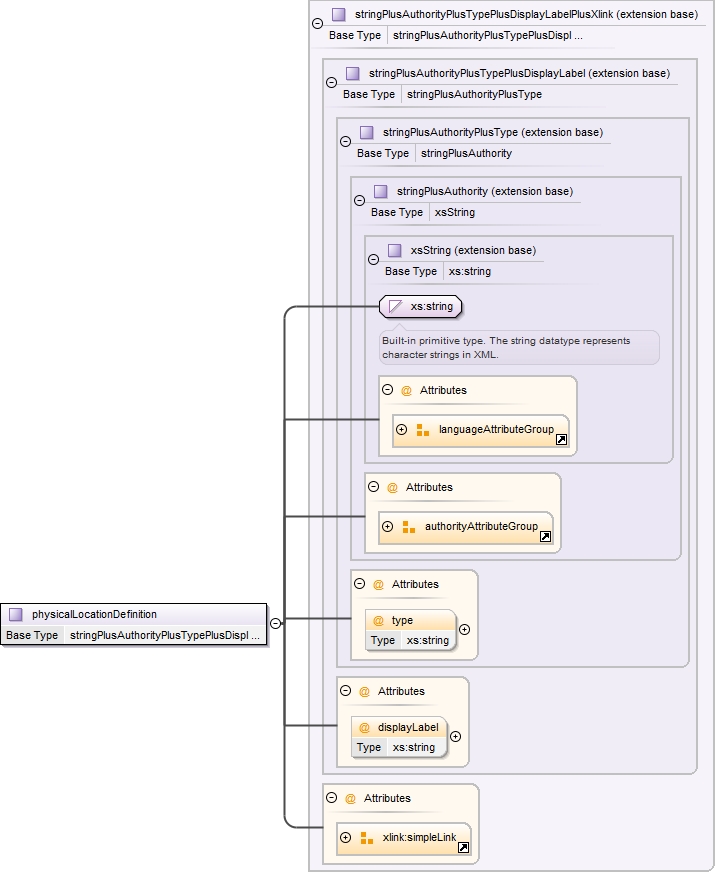 stringPlusAuthorityPlusTypePlusDisplayLabelPlusXlink (extension base)
Base Type stringPlusAuthorityPlusTypePlusDispl ...
stringPlusAuthorityPlusTypePlusDisplayLabel (extension base)
Base Type stringPlusAuthorityPlusType
stringPlusAuthorityPlusType (extension base)
Base Type stringPlusAuthority
stringPlusAuthority (extension base)
Base Type xsString
xsString (extension base)
Base Type xs:string
xs:string
Built-in primitive type. The string datatype represents
character strings in XML.
@ Attributes
languageAttributeGroup
@ Attributes
authorityAttributeGroup
@ Attributes
@ type
Type xs:string
physicalLocationDefinition
Base Type stringPlusAuthorityPlusTypePlusDispl ...
@ Attributes
@ displayLabel
Type xs:string
@ Attributes
xlink:simpleLink